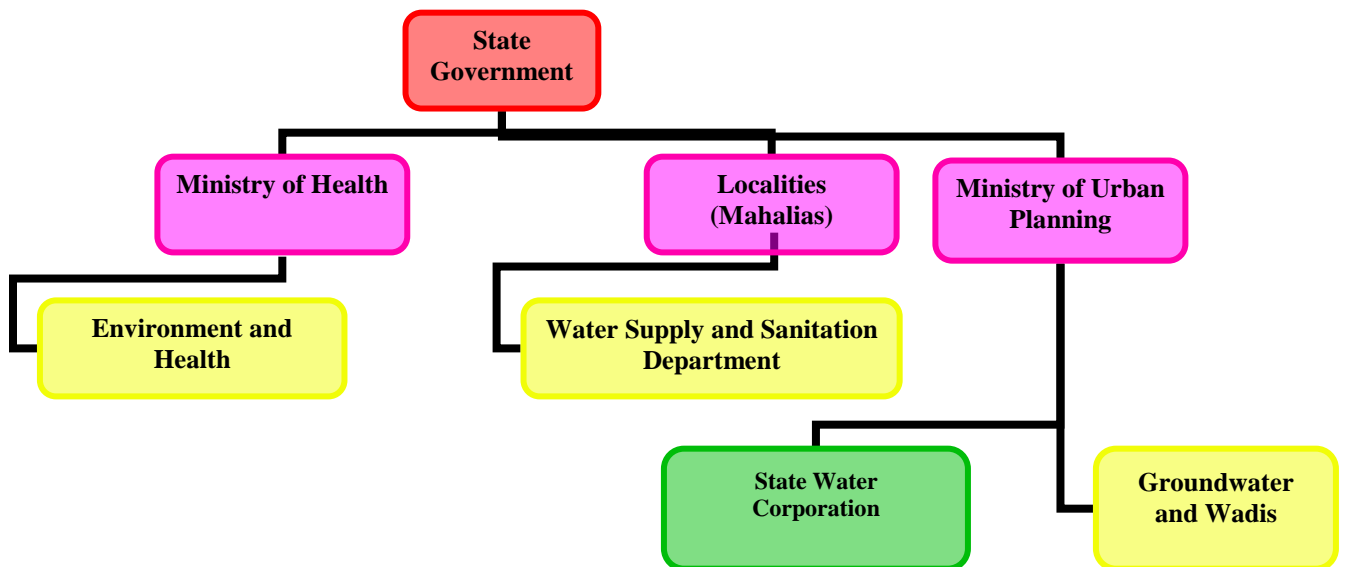 State
Government
Ministry of Health
Localities
(Mahalias)
Ministry of Urban
Planning
Environment and
Health
Water Supply and Sanitation
Department
State Water
Corporation
Groundwater
and Wadis